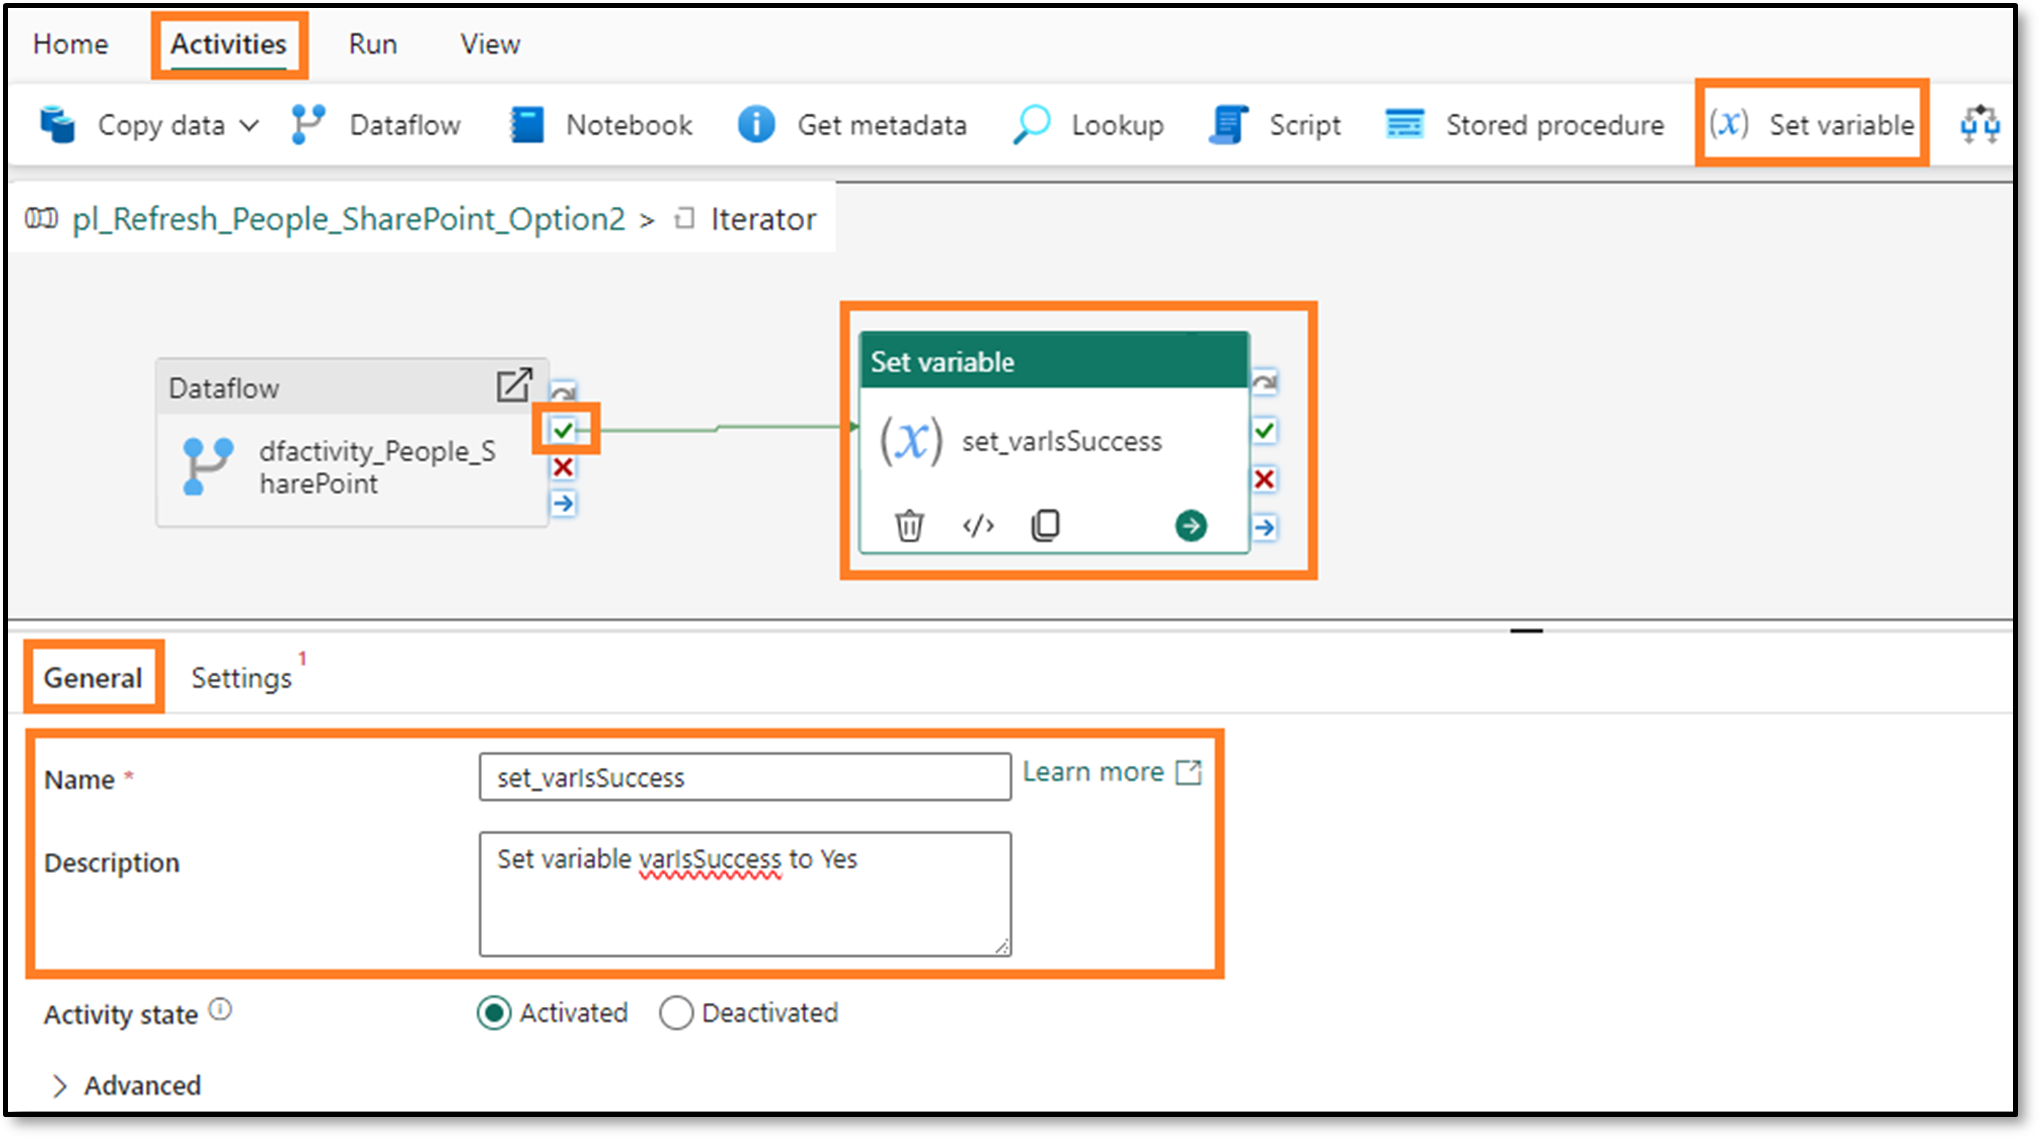 Home Activities Run View
Copy data Dataflow Notebook Get metadata Lookup Script Stored procedure (x) Set variable
pl_Refresh_People_SharePoint_Option2 > Iterator
Set variable
Dataflow
(x) set_varIsSuccess
dfactivity_People_S
harePoint
</>
General Settings 1
Name * set_varIsSuccess Learn more
Description Set variable varIsSuccess to Yes
Activity state Activated Deactivated
Advanced